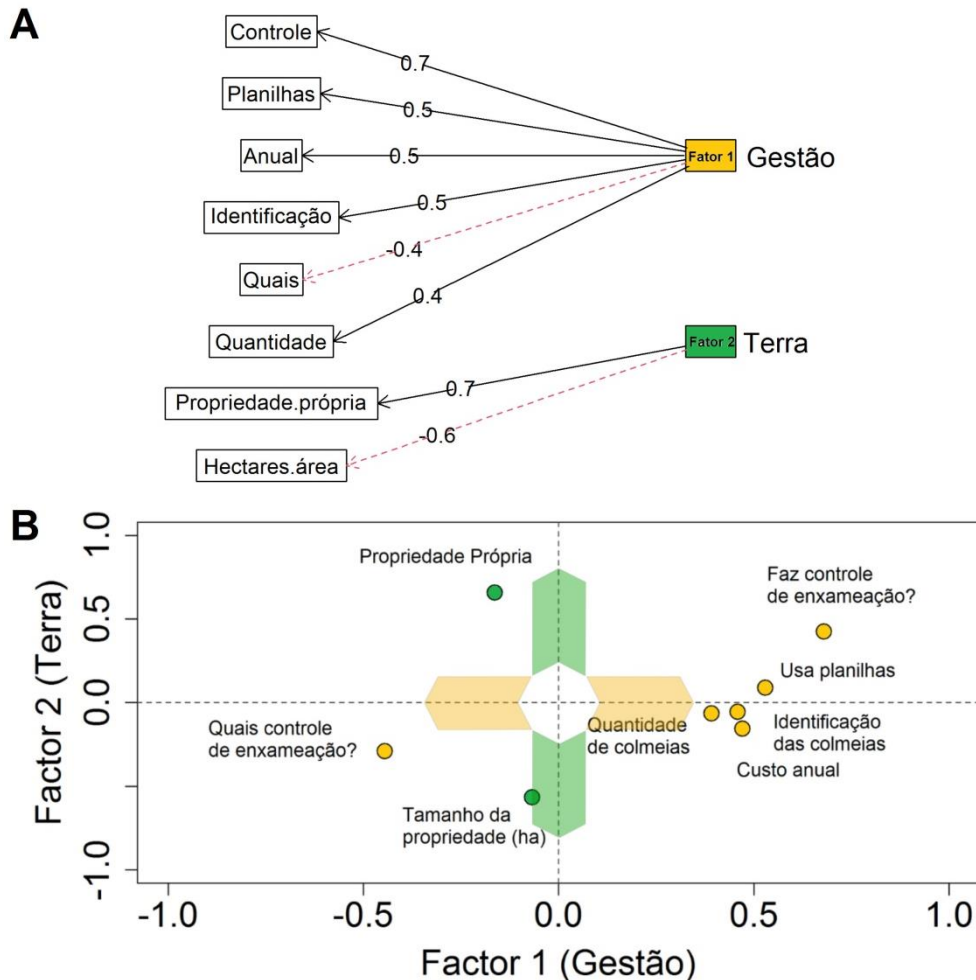 A
Controle
0.7
Planilhas
0.5
Anual
0.5
Fator 1
Gestão
Identificação
0.5
-0.4
Quais
0.4
Quantidade
Fator 2
Terra
Propriedade.própria
0.7
-0.6
Hectares.área
B
Factor 2 (Terra)
1.0
0.5
0.0
-1.0
Propriedade Própria
Faz controle
de enxameação?
Usa planilhas
Quais controle
de enxameação?
Quantidade
de colmeias
Identificação
das colmeias
Custo anual
Tamanho da
propriedade (ha)
-1.0
-0.5
0.0
0.5
1.0
Factor 1 (Gestão)